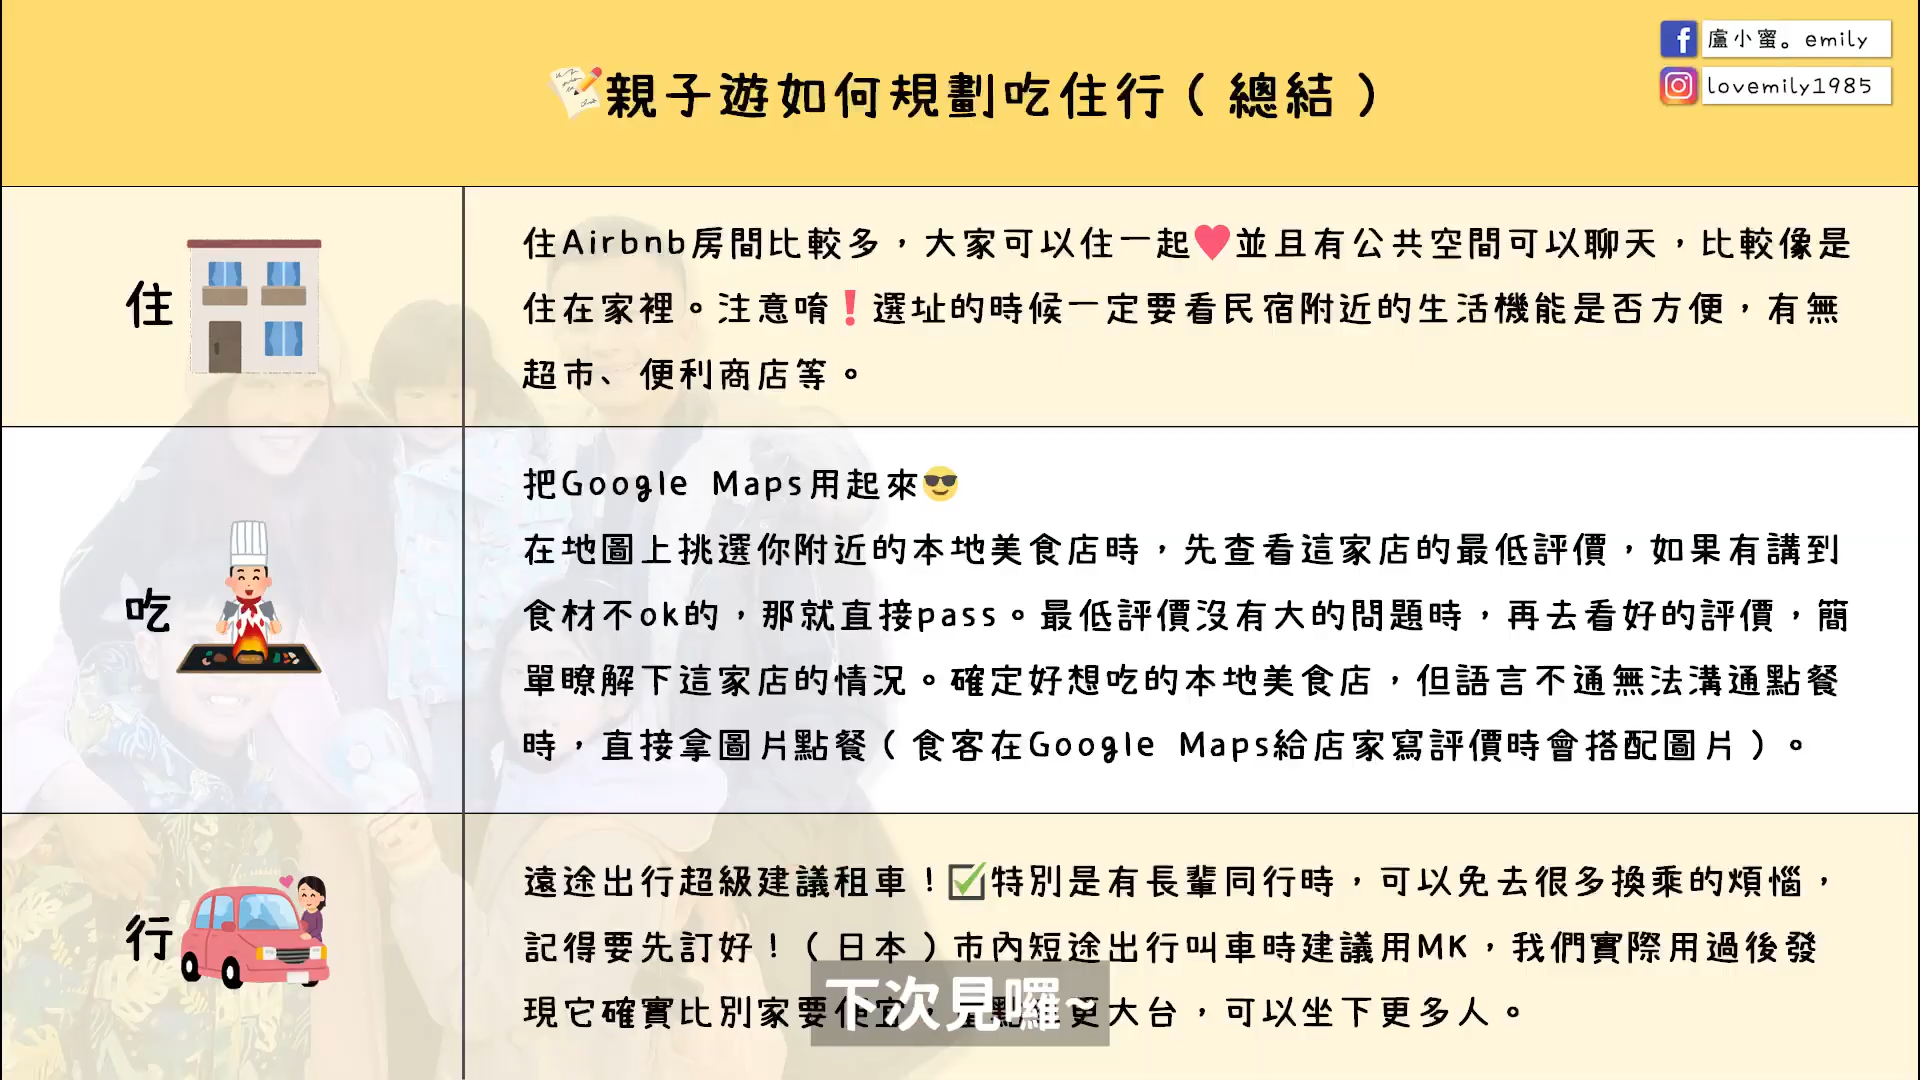 盧小蜜。emily
lovemily1985
親子遊如何規劃吃住行（總結）
住
住Airbnb房間比較多，大家可以住一起並且有公共空間可以聊天，比較像是
住在家裡。注意唷❗選址的時候一定要看民宿附近的生活機能是否方便，有無
超市、便利商店等。
吃
把Google Maps用起來
在地圖上挑選你附近的本地美食店時，先查看這家店的最低評價，如果有講到
食材不ok的，那就直接pass。最低評價沒有大的問題時，再去看好的評價，簡
單瞭解下這家店的情況。確定好想吃的本地美食店，但語言不通無法溝通點餐
時，直接拿圖片點餐（食客在Google Maps給店家寫評價時會搭配圖片）。
行
遠途出行超級建議租車！特別是有長輩同行時，可以免去很多換乘的煩惱，
記得要先訂好！（日本）市內短途出行叫車時建議用MK，我們實際用過後發
現它確實比別家要便宜，更大台，可以坐下更多人。
下次見囉~